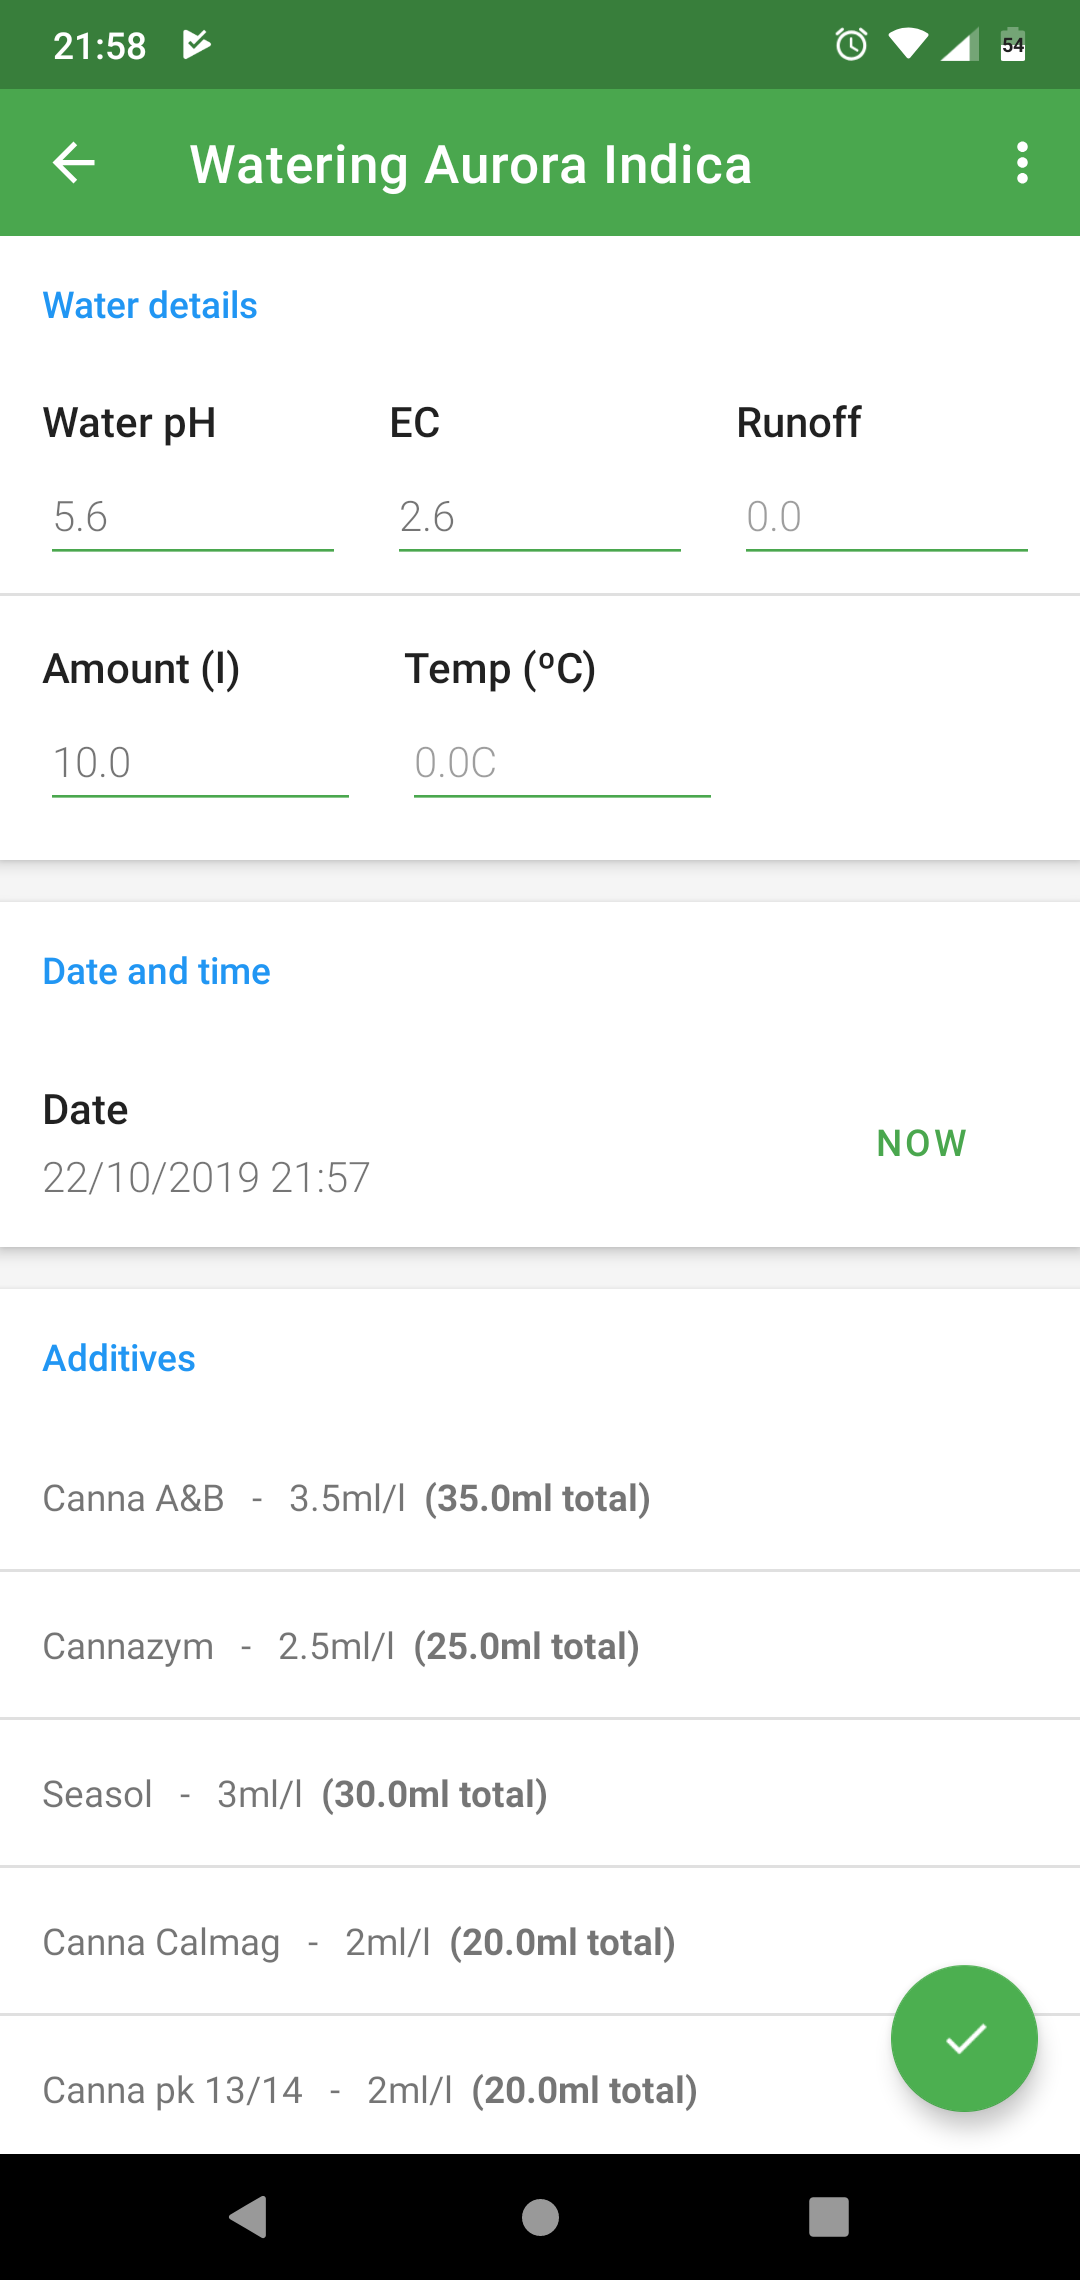 21:58
54
Watering Aurora Indica
Water details
Water pH EC Runoff
5.6 2.6 0.0
Amount (l) Temp (ºC)
10.0 0.0C
Date and time
Date
NOW
22/10/2019 21:57
Additives
Canna A&B - 3.5ml/l (35.0ml total)
Cannazym - 2.5ml/l (25.0ml total)
Seasol - 3ml/l (30.0ml total)
Canna Calmag - 2ml/l (20.0ml total)
Canna pk 13/14 - 2ml/l (20.0ml total)